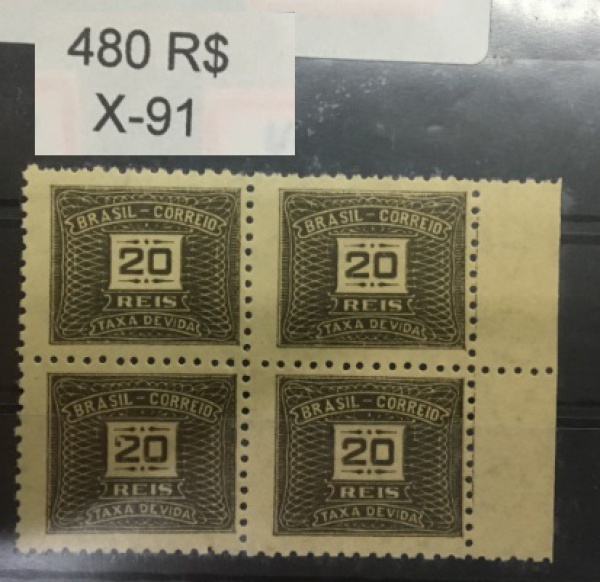 480 R$
X-91
BRASIL - CORREIO
20
REIS
TAXA DEVIDA
BRASIL - CORREIO
20
REIS
TAXA DEVIDA
BRASIL - CORREIO
20
REIS
TAXA DEVIDA
BRASIL - CORREIO
20
REIS
TAXA DEVIDA